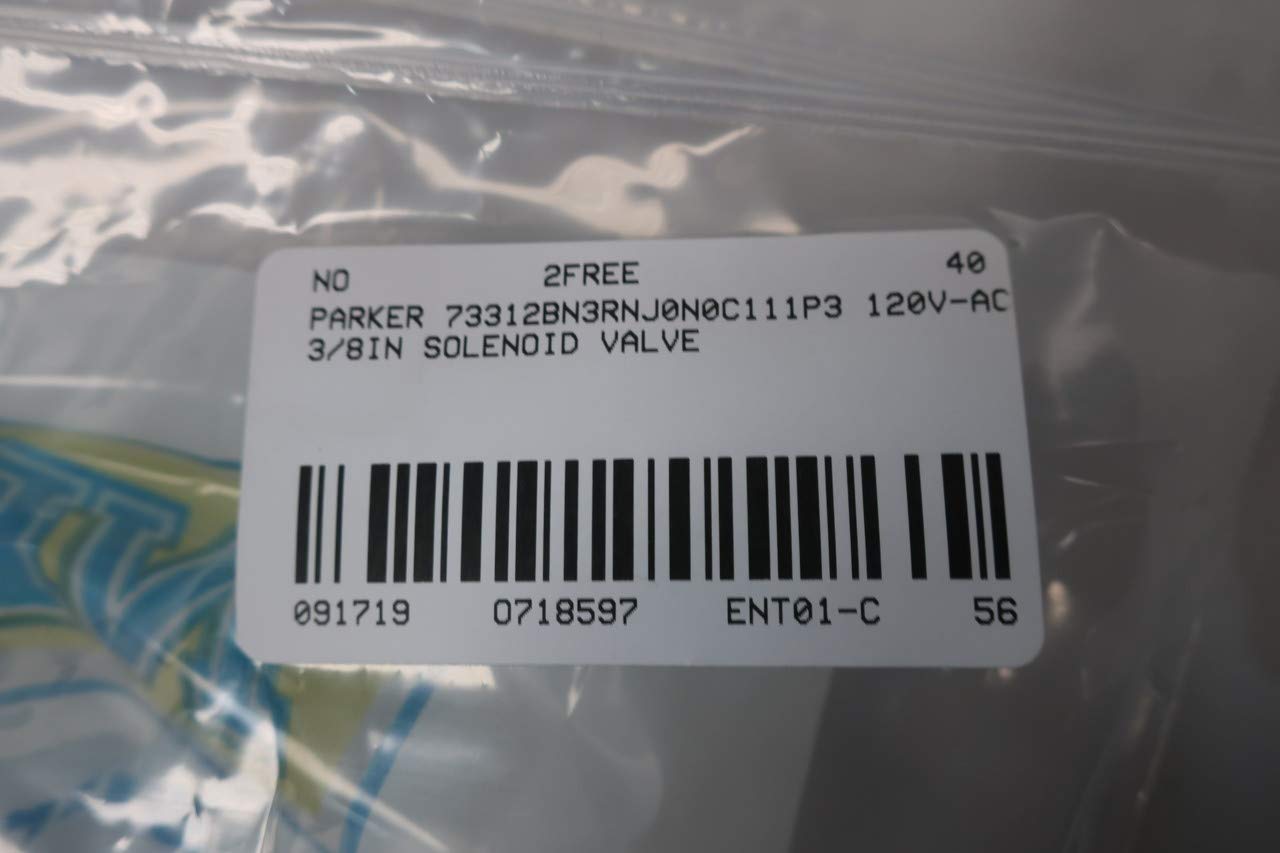 NO 2FREE 40
PARKER 73312BN3RNJ0N0C111P3 120V-AC
3/8IN SOLENOID VALVE
091719 0718597 ENT01-C 56